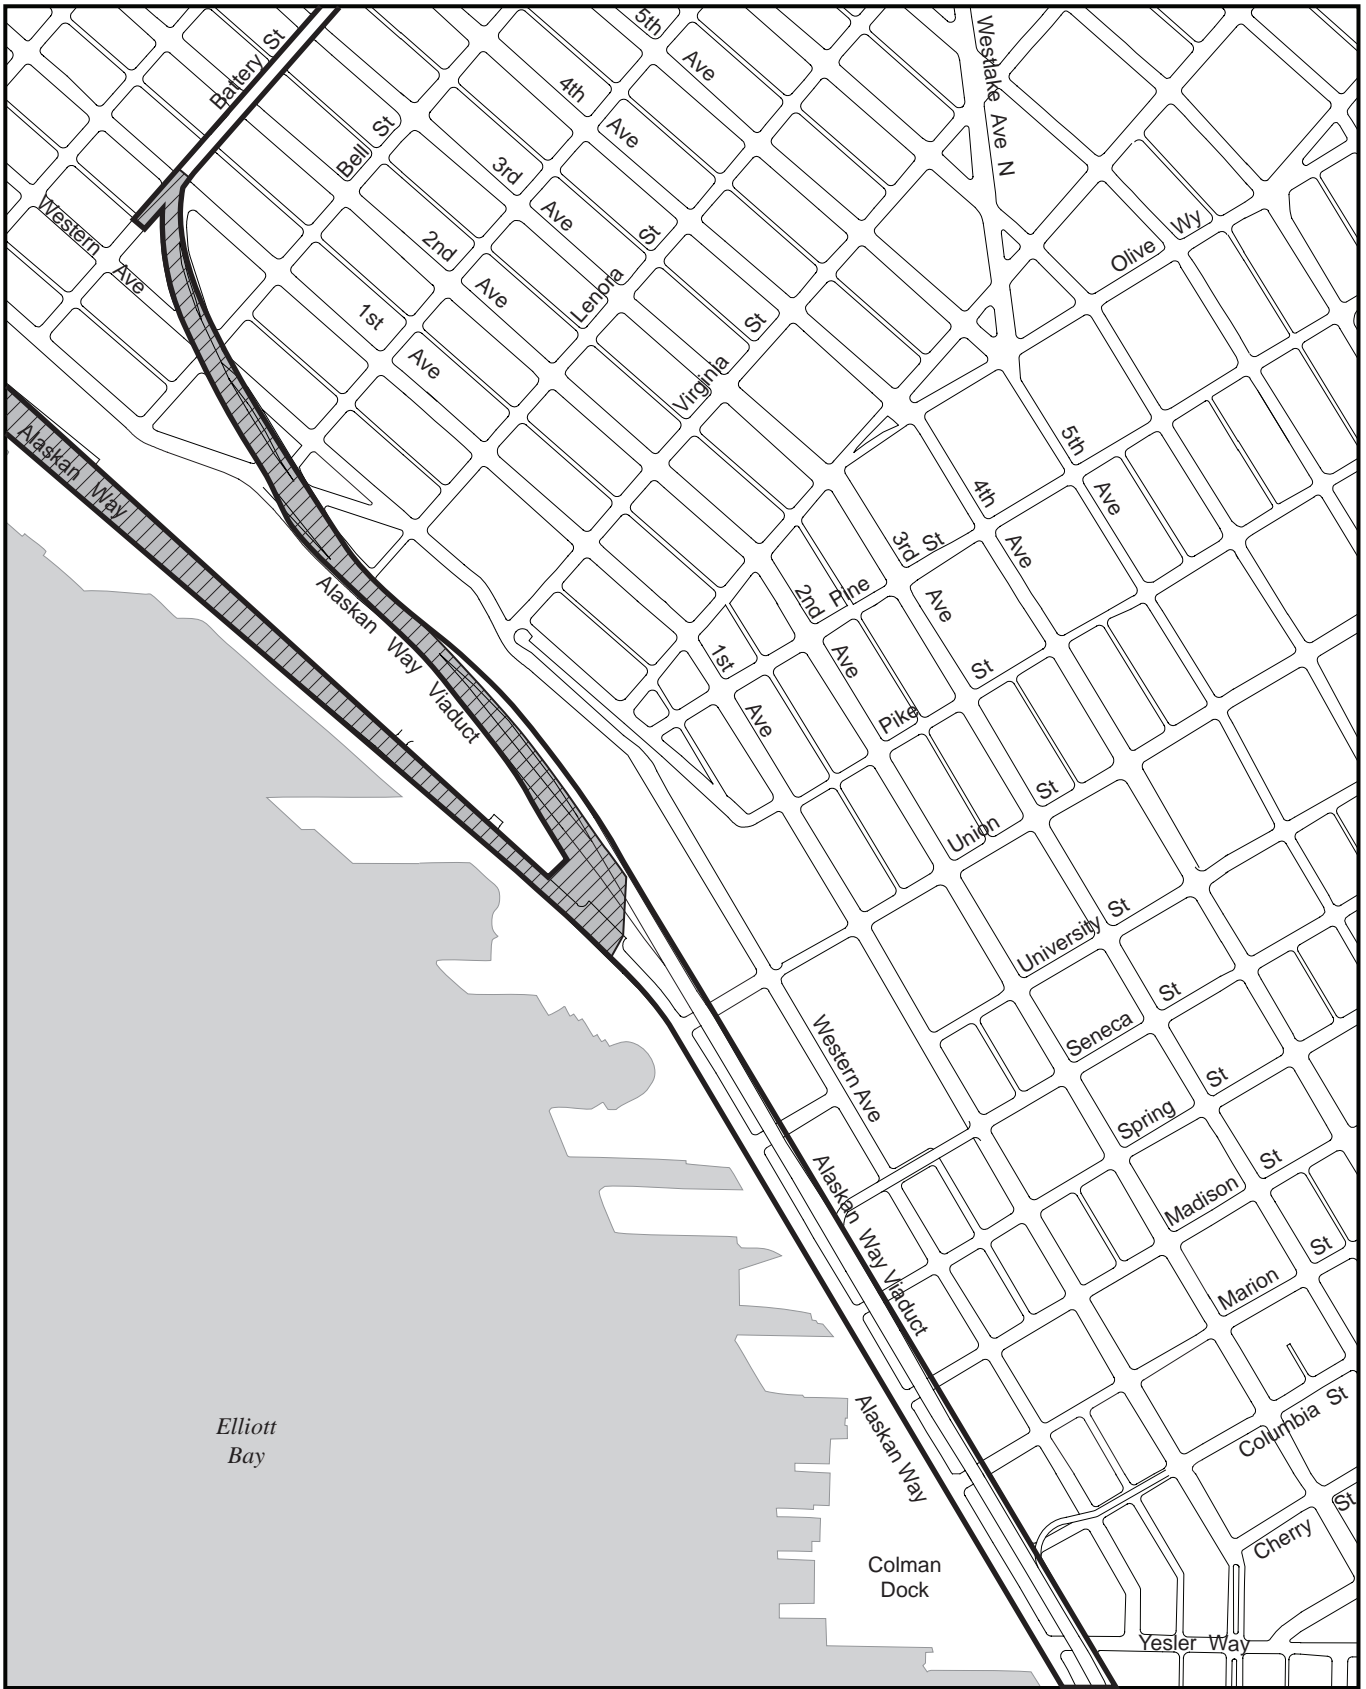 5th
Ave
Westlake Ave N
Battery St
4th
Ave
Bell St
3rd
Ave
Lenora
St
Western
Ave
2nd
Ave
1st
Ave
Virginia
St
Olive Wy
Alaskan Way
5th
Ave
4th
Ave
3rd
Ave
2nd
Ave
1st
Ave
Pine
St
Pike
St
Alaskan Way Viaduct
Union
St
University
St
Western Ave
Seneca
St
Spring
St
Madison
St
Marion
St
Alaskan Way Viaduct
Alaskan Way
Columbia St
Cherry
St
Elliott
Bay
Colman
Dock
Yesler Way